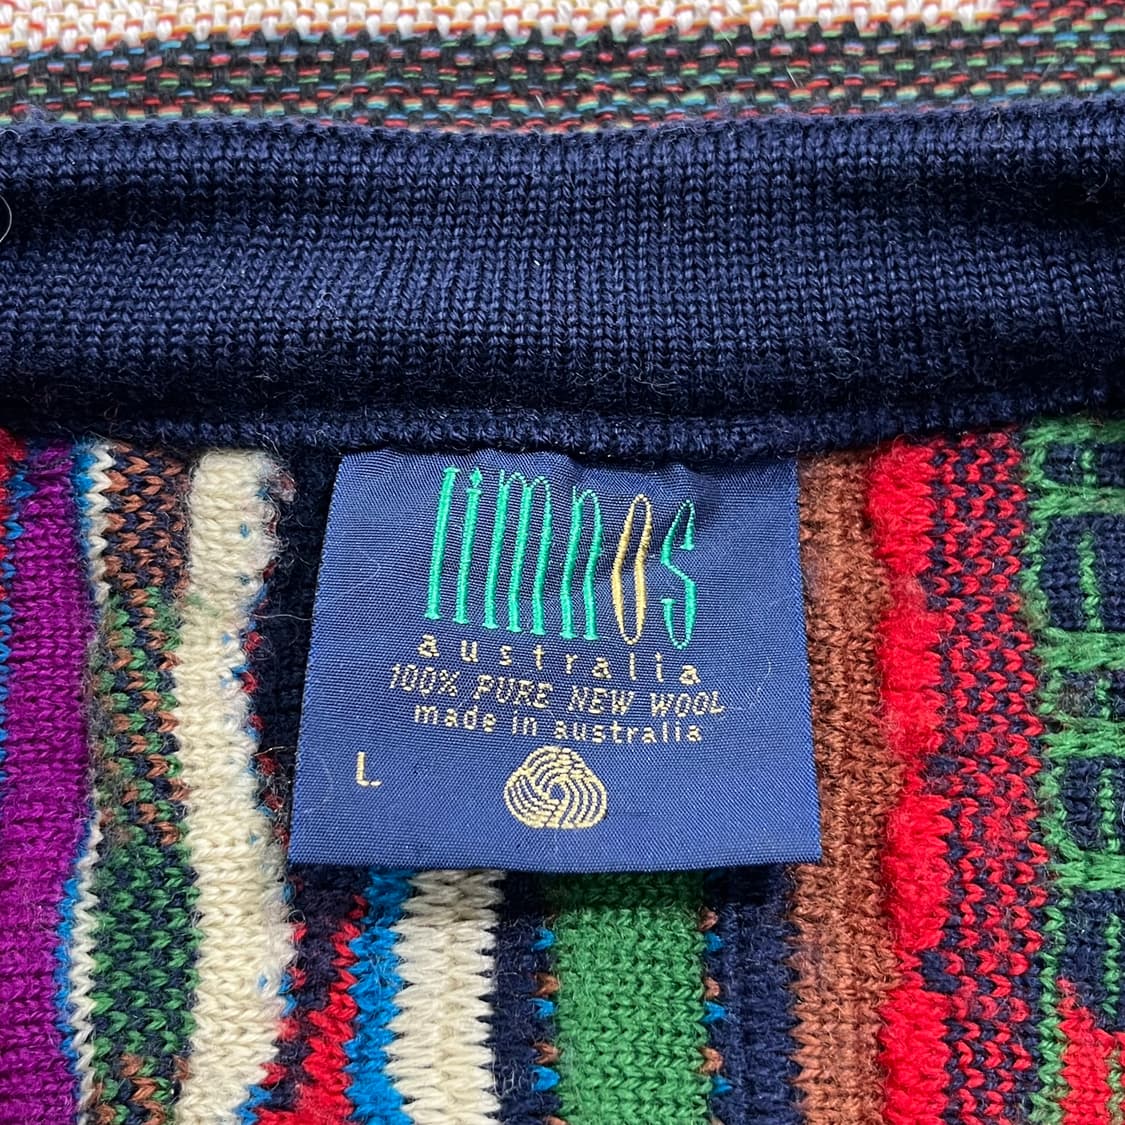 limnos
australia
100% PURE NEW WOOL
made in australia
L